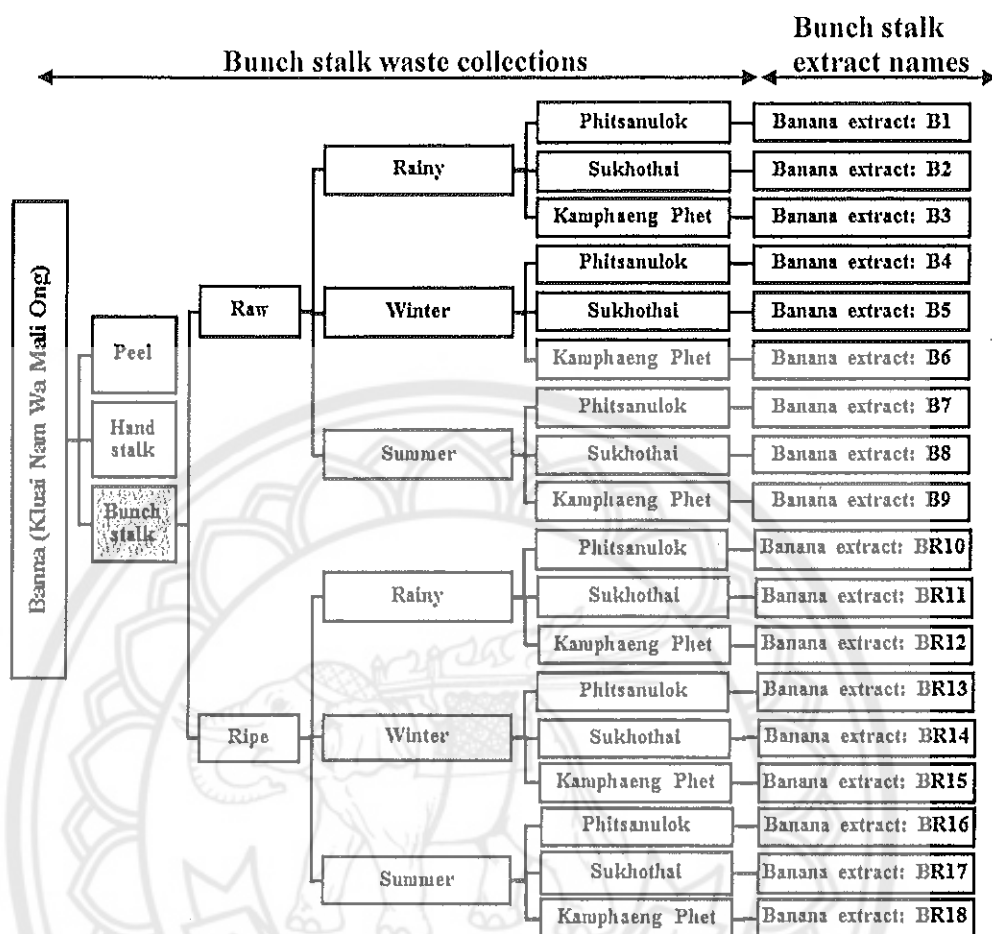 Bunch stalk waste collections
Bunch stalk
extract names
Banna (Kluai Nam Wa Mali Ong)
Peel
Hand
stalk
Bunch
stalk
Raw
Rainy
Phitsanulok
Banana extract: B1
Sukhothai
Banana extract: B2
Kamphaeng Phet
Banana extract: B3
Winter
Phitsanulok
Banana extract: B4
Sukhothai
Banana extract: B5
Kamphaeng Phet
Banana extract: B6
Summer
Phitsanulok
Banana extract: B7
Sukhothai
Banana extract: B8
Kamphaeng Phet
Banana extract: B9
Ripe
Rainy
Phitsanulok
Banana extract: BR10
Sukhothai
Banana extract: BR11
Kamphaeng Phet
Banana extract: BR12
Winter
Phitsanulok
Banana extract: BR13
Sukhothai
Banana extract: BR14
Kamphaeng Phet
Banana extract: BR15
Summer
Phitsanulok
Banana extract: BR16
Sukhothai
Banana extract: BR17
Kamphaeng Phet
Banana extract: BR18